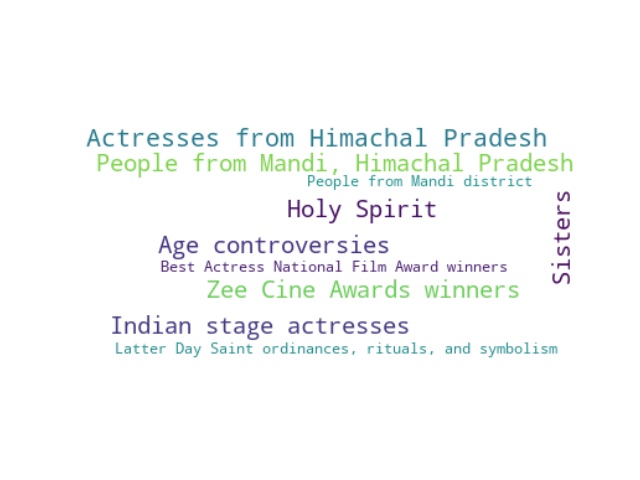 Actresses from Himachal Pradesh
People from Mandi, Himachal Pradesh
People from Mandi district
Holy Spirit
Sisters
Age controversies
Best Actress National Film Award winners
Zee Cine Awards winners
Indian stage actresses
Latter Day Saint ordinances, rituals, and symbolism